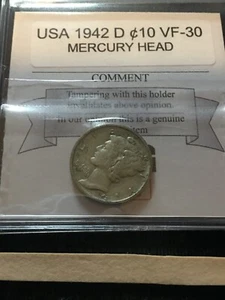 USA 1942 D ¢10 VF-30
MERCURY HEAD
COMMENT
Tampering with this holder
invalidates above opinion.
In our opinion this is a genuine
tem